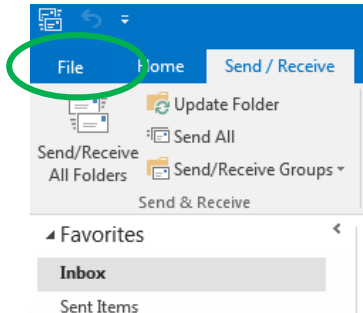 File Home Send / Receive
Update Folder
Send All
Send/Receive
All Folders
Send/Receive Groups
Send & Receive
Favorites
Inbox
Sent Items